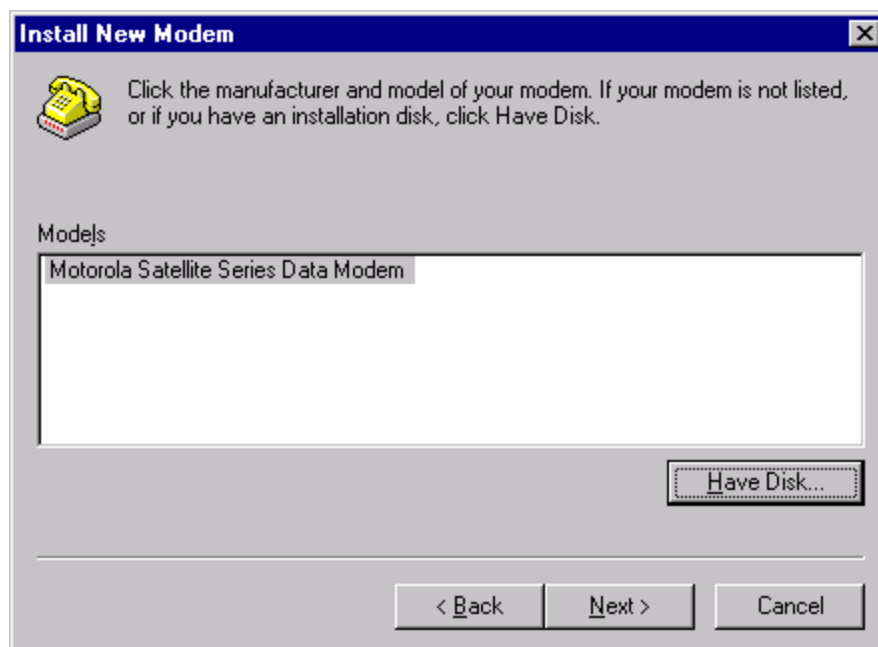 Install New Modem
Click the manufacturer and model of your modem. If your modem is not listed,
or if you have an installation disk, click Have Disk.
Models
Motorola Satellite Series Data Modem
Have Disk...
< Back
Next >
Cancel